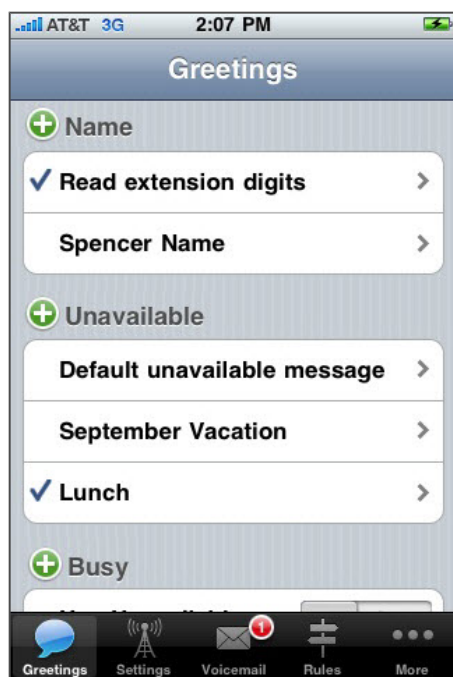 AT&T 3G 2:07 PM
Greetings
Name
Read extension digits
Spencer Name
Unavailable
Default unavailable message
September Vacation
Lunch
Busy
1
Greetings Settings Voicemail Rules More